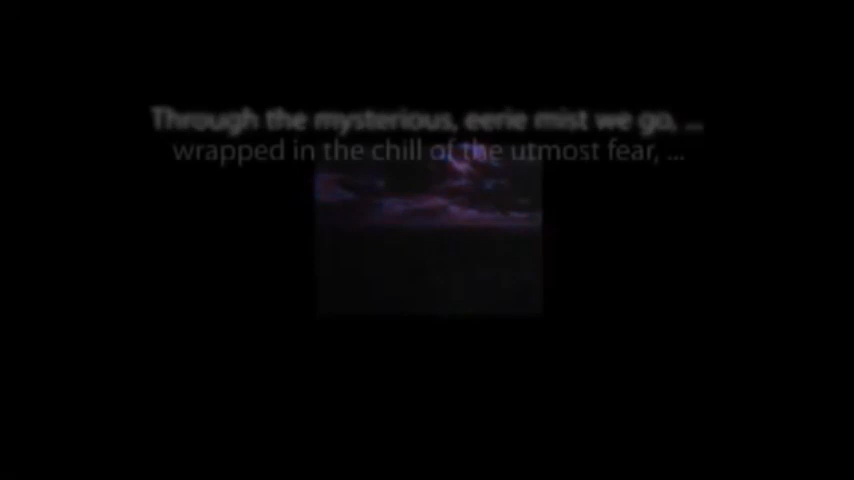 Through the mysterious, eerie mist we go, ...
wrapped in the chill of the utmost fear, ...